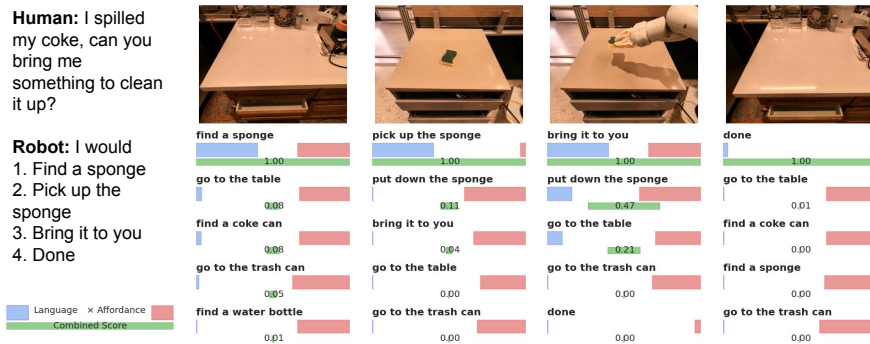 Human: I spilled
my coke, can you
bring me
something to clean
it up?
Robot: I would
1. Find a sponge
2. Pick up the
sponge
3. Bring it to you
4. Done
Language × Affordance
Combined Score
find a sponge
1.00
go to the table
0.08
find a coke can
0.08
go to the trash can
0.05
find a water bottle
0.01
pick up the sponge
1.00
put down the sponge
0.11
bring it to you
0.04
go to the table
0.00
go to the trash can
0.00
bring it to you
1.00
put down the sponge
0.47
go to the table
0.21
go to the trash can
0.00
done
0.00
done
1.00
go to the table
0.01
find a coke can
0.00
find a sponge
0.00
go to the trash can
0.00